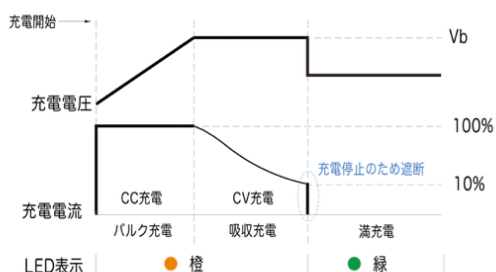 充電開始
Vb
充電電圧
100%
充電停止のため遮断
10%
CC充電
CV充電
充電電流
バルク充電
吸収充電
満充電
LED表示
橙
緑